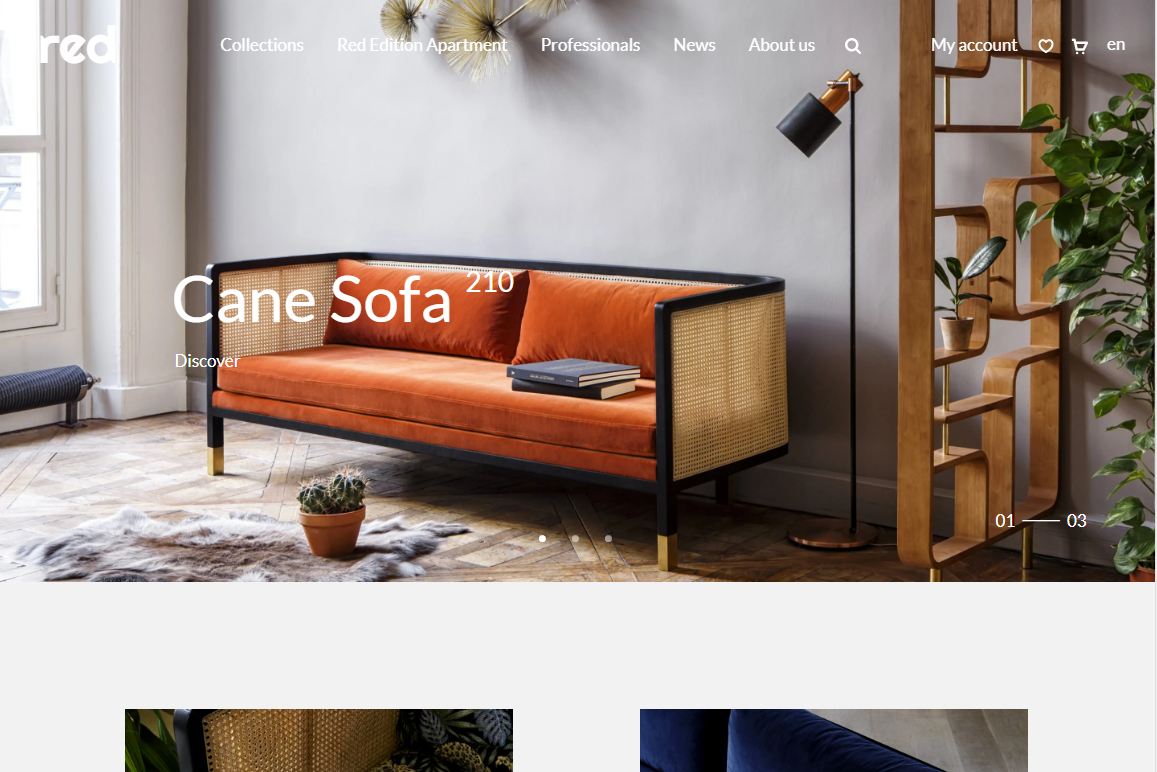 red
Collections
Red Edition Apartment
Professionals
News
About us
My account
en
Cane Sofa 210
Discover
01
03